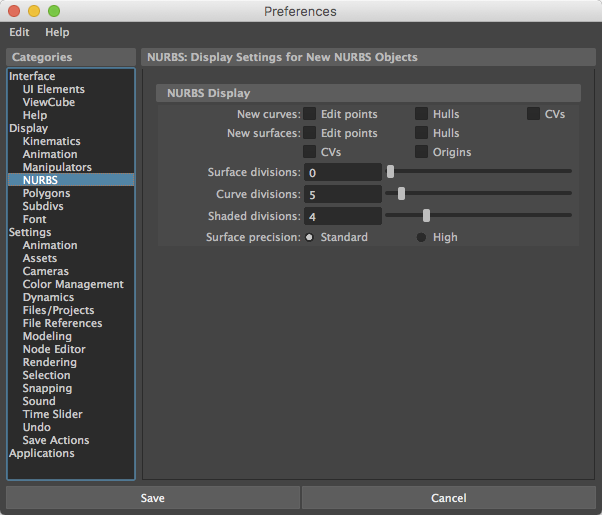 Preferences
Edit Help
Categories
Interface
UI Elements
ViewCube
Help
Display
Kinematics
Animation
Manipulators
NURBS
Polygons
Subdivs
Font
Settings
Animation
Assets
Cameras
Color Management
Dynamics
Files/Projects
File References
Modeling
Node Editor
Rendering
Selection
Snapping
Sound
Time Slider
Undo
Save Actions
Applications
NURBS: Display Settings for New NURBS Objects
NURBS Display
New curves: Edit points Hulls CVs
New surfaces: Edit points Hulls
CVs Origins
Surface divisions: 0
Curve divisions: 5
Shaded divisions: 4
Surface precision: Standard High
Save Cancel